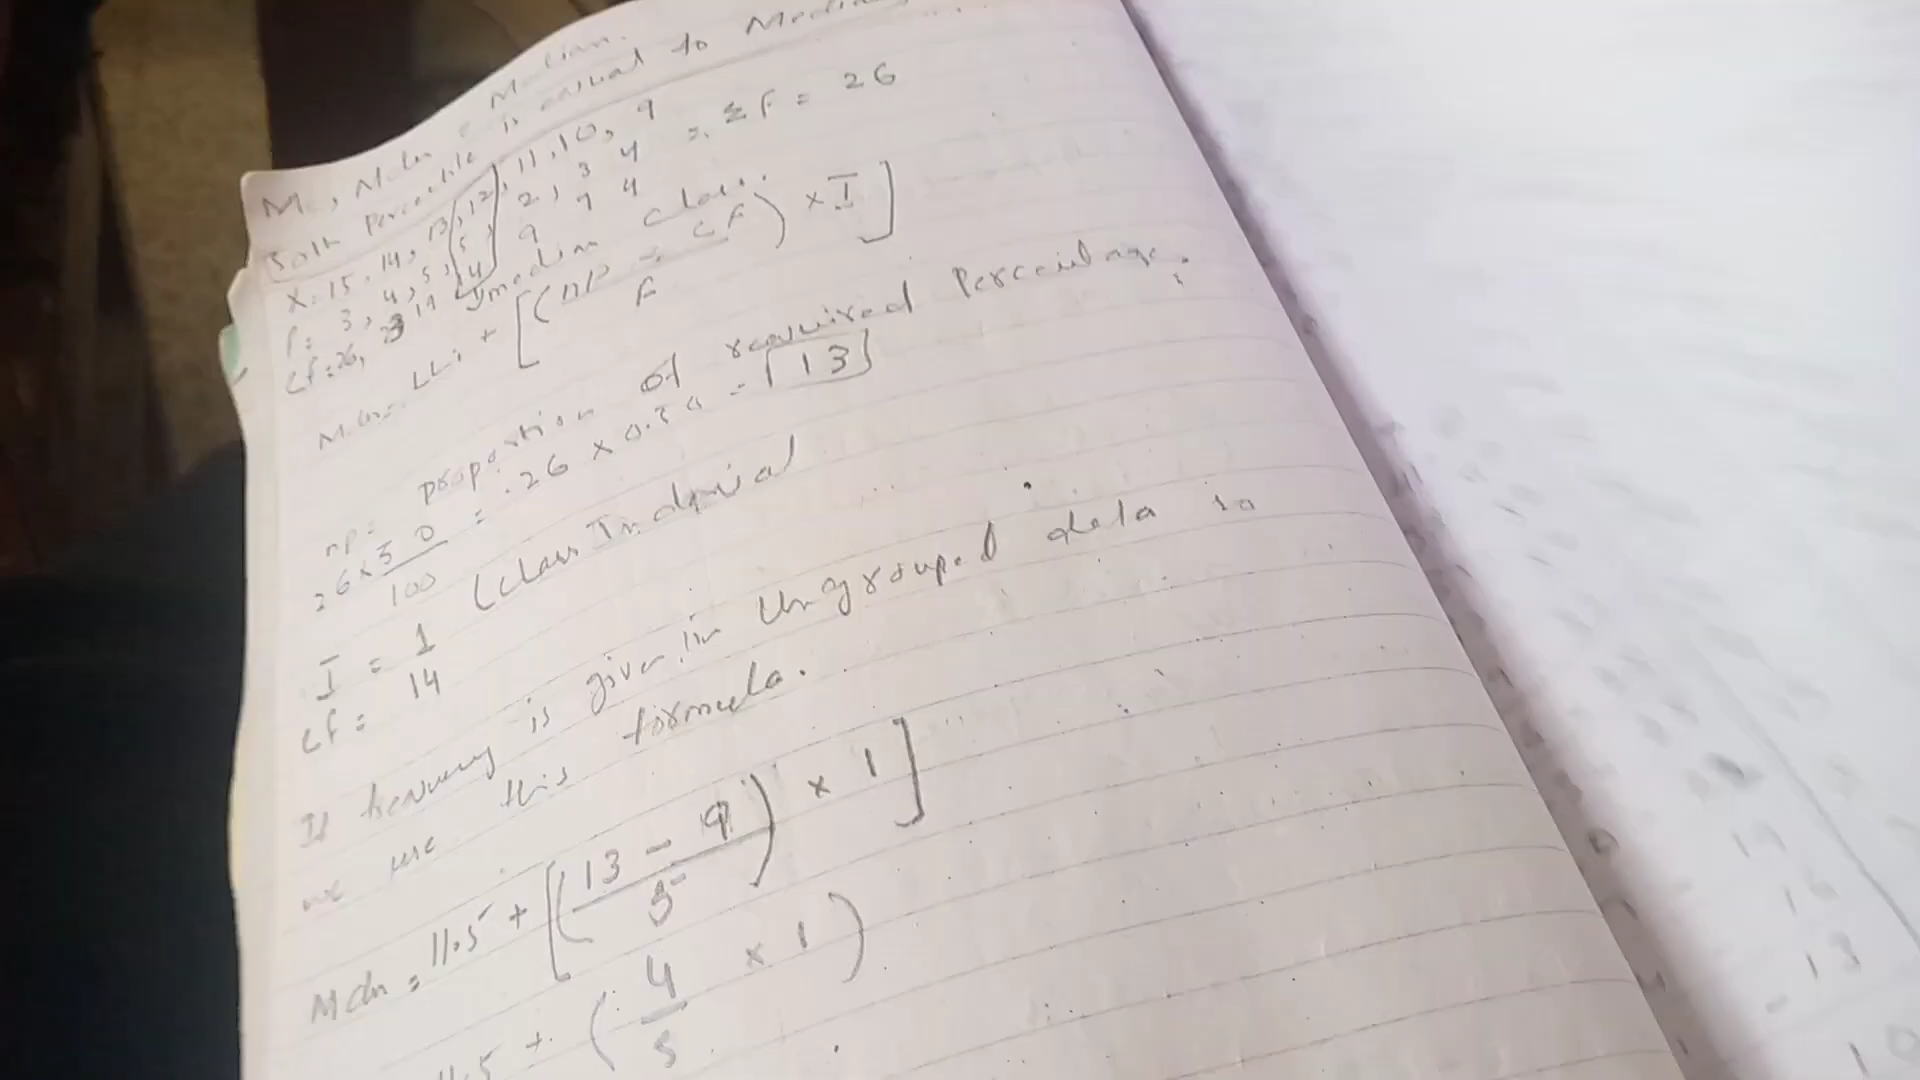 Me, Mdn = Median.
50th Percentile is equal to Median
X: 15, 14, 13, 12, 11, 10, 9
f: 3, 4, 5, 5, 2, 3 4 = Σf = 26
cf: 26, 23 19 14 9 7 4
Median class.
Mdn = LL + [(np - cf / f) × I]
np = proportion of required Percentage.
26 × 50/100 = 26 × 0.50 = [13]
I = 1 (class Interval
cf = 14
If frequency is given in Ungrouped data so
we use this formula.
Mdn = 11.5 + [(13 - 9 / 5) × 1]
11.5 + (4/5 × 1)